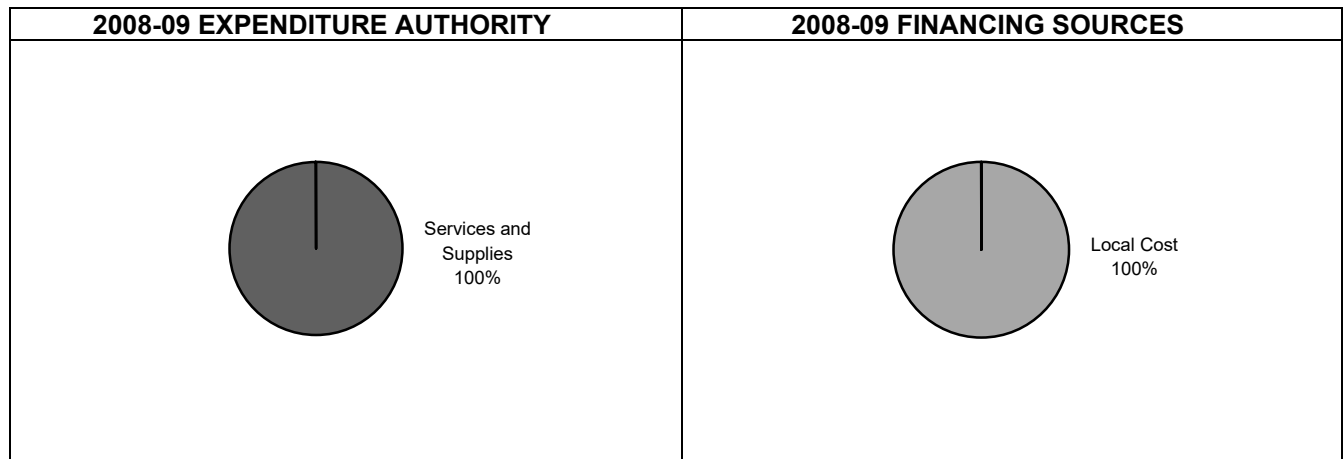 2008-09 EXPENDITURE AUTHORITY
2008-09 FINANCING SOURCES
Services and
Supplies
100%
Local Cost
100%